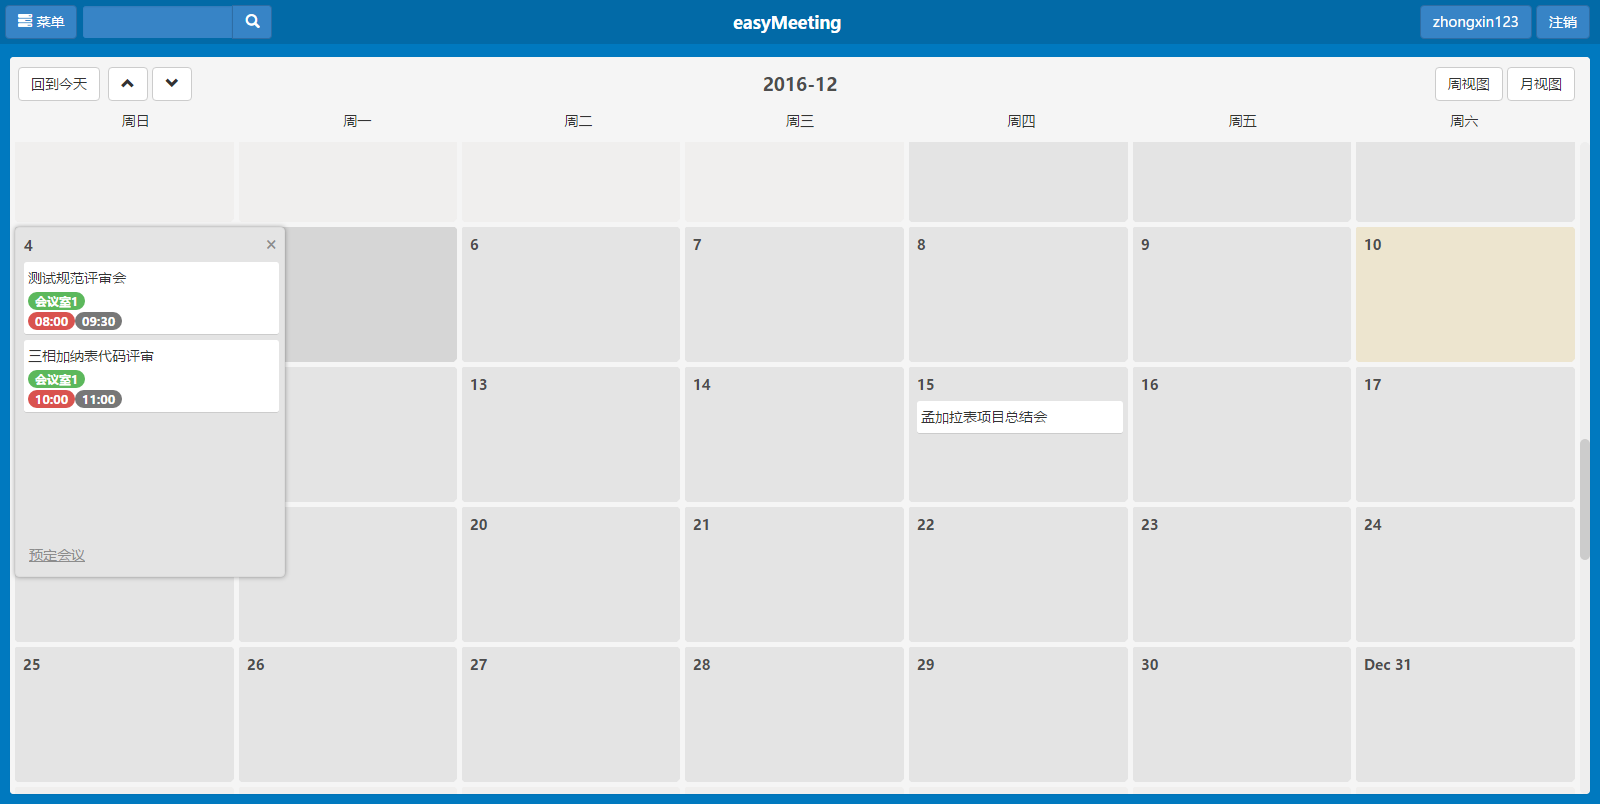 菜单
easyMeeting
zhongxin123 注销
回到今天
2016-12
周视图 月视图
周日 周一 周二 周三 周四 周五 周六
4 ×
测试规范评审会
会议室1
08:00 09:30
三相加纳表代码评审
会议室1
10:00 11:00
预定会议
6 7 8 9 10
13 14 15 16 17
孟加拉表项目总结会
20 21 22 23 24
25 26 27 28 29 30 Dec 31